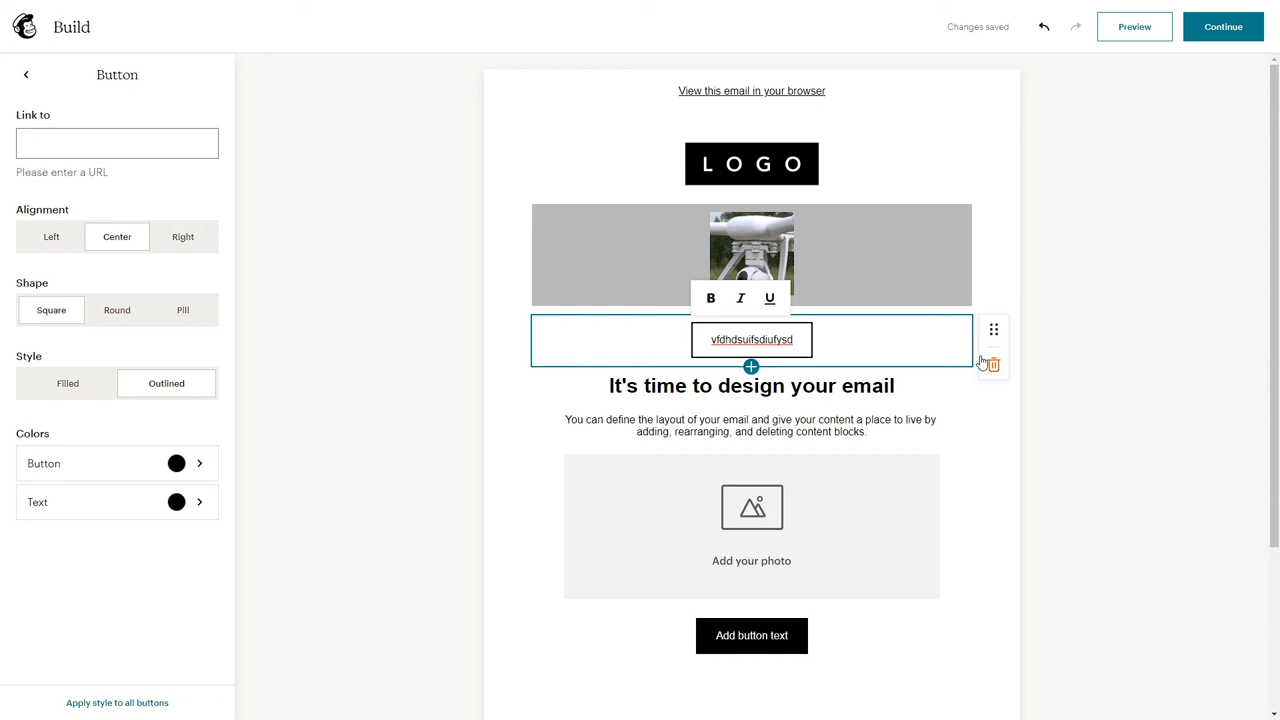 Build
Changes saved
Preview
Continue
Button
Link to
Please enter a URL
Alignment
Left
Center
Right
Shape
Square
Round
Pill
Style
Filled
Outlined
Colors
Button
Text
Apply style to all buttons
View this email in your browser
LOGO
B I U
vfdhdsuifsdiufysd
It's time to design your email
You can define the layout of your email and give your content a place to live by
adding, rearranging, and deleting content blocks.
Add your photo
Add button text